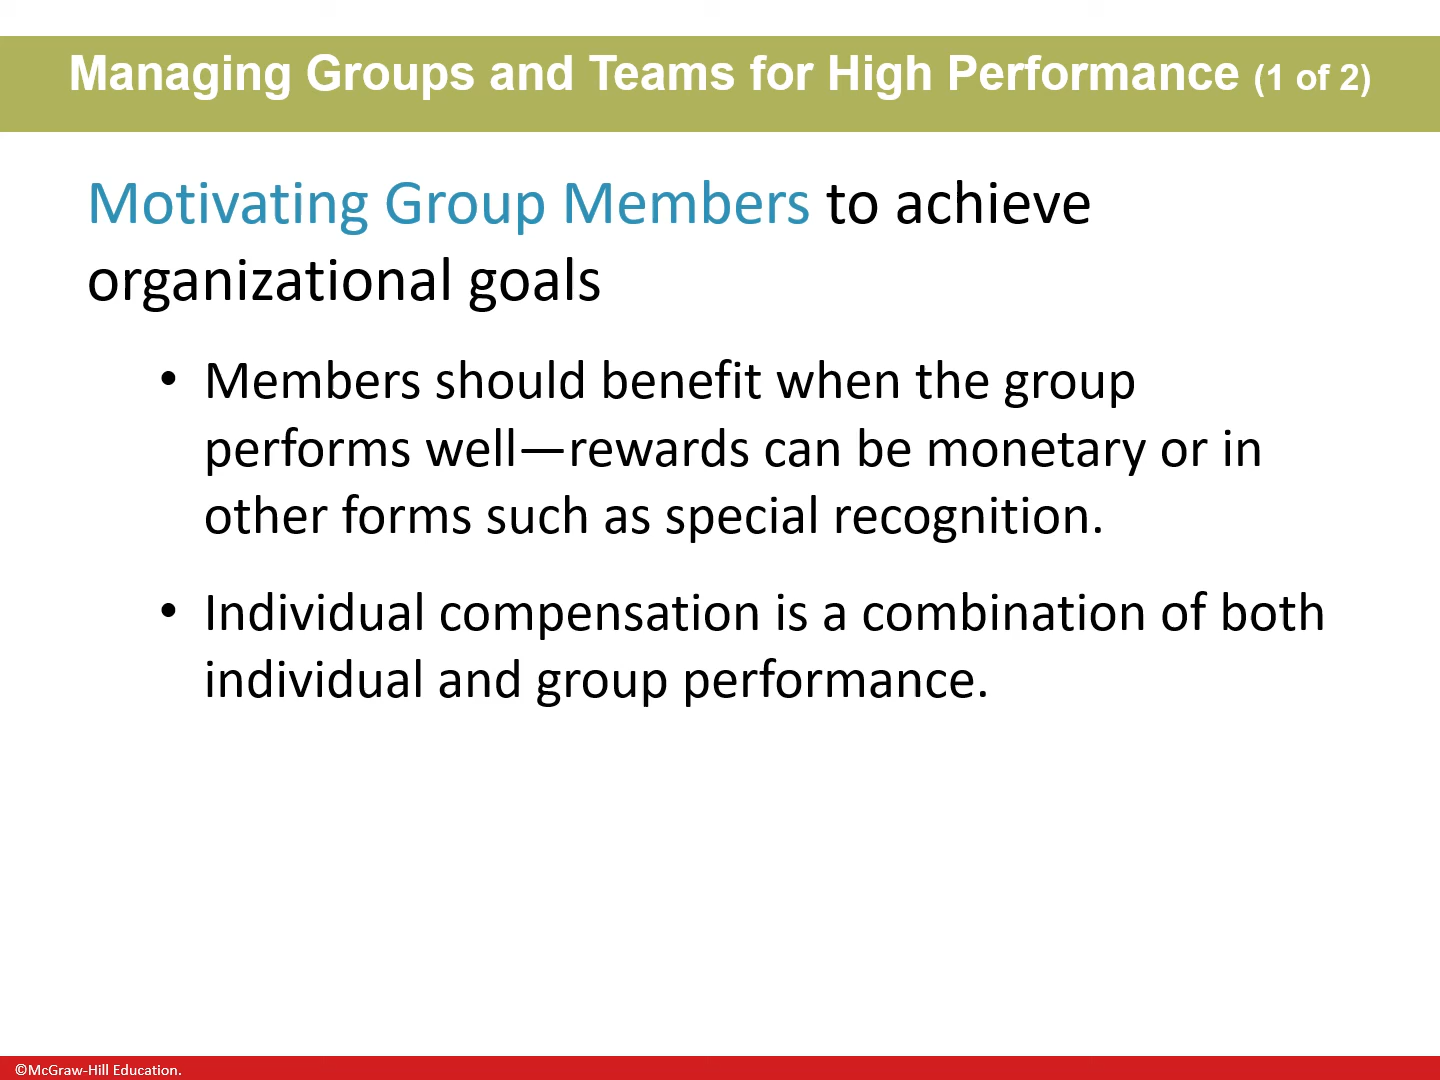 Managing Groups and Teams for High Performance (1 of 2)
Motivating Group Members to achieve
organizational goals
• Members should benefit when the group
performs well—rewards can be monetary or in
other forms such as special recognition.
• Individual compensation is a combination of both
individual and group performance.
©McGraw-Hill Education.